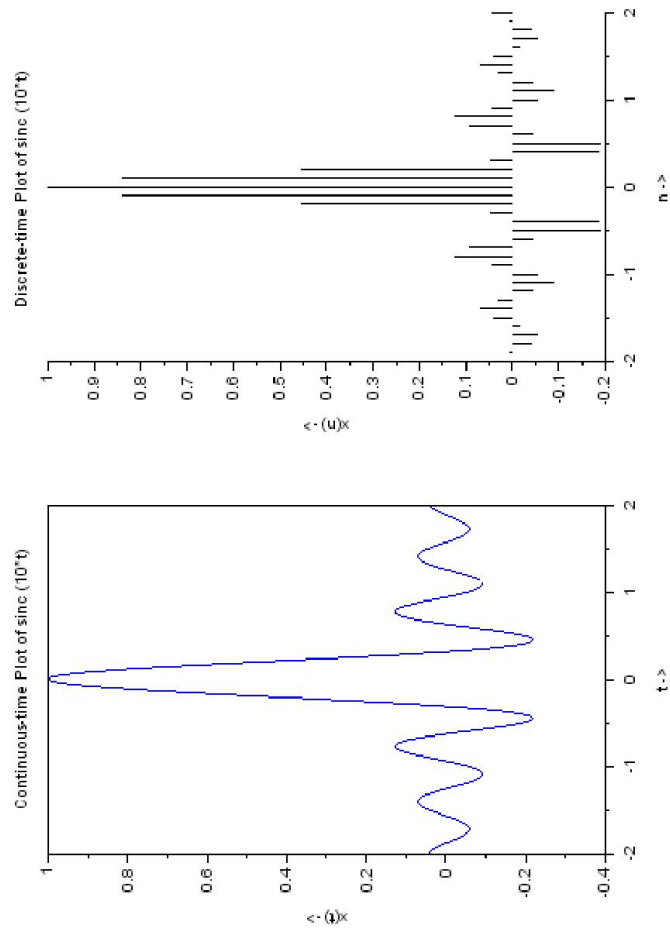 Continuous-time Plot of sinc (10*t)
x(t)->
1
0.8
0.6
0.4
0.2
0
-0.2
-0.4
-2 -1 0 1 2
t ->
Discrete-time Plot of sinc (10*t)
x(n)->
1
0.9
0.8
0.7
0.6
0.5
0.4
0.3
0.2
0.1
0
-0.1
-0.2
-2 -1 0 1 2
n ->